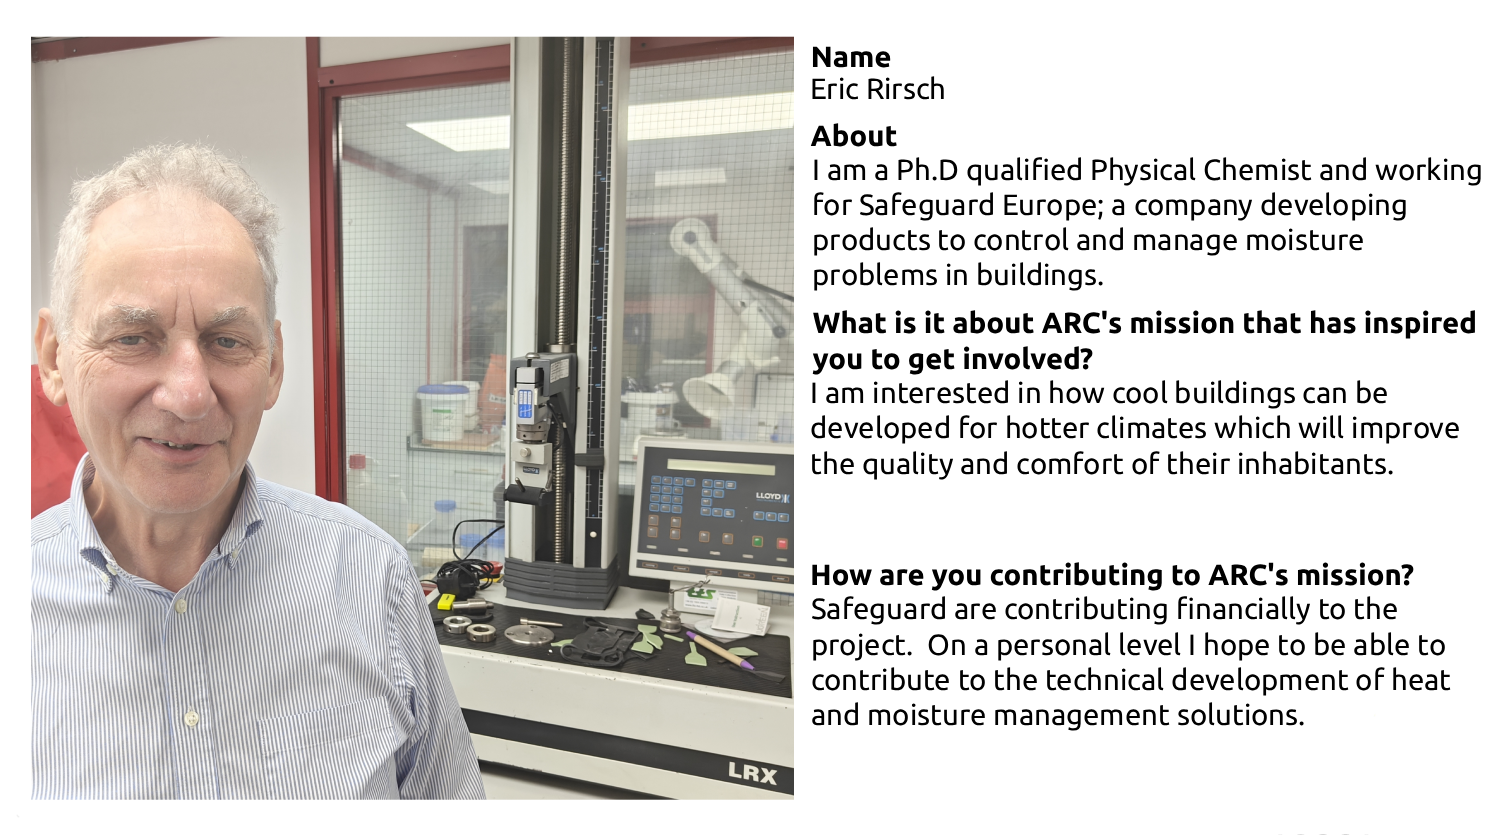 Name
Eric Rirsch
About
I am a Ph.D qualified Physical Chemist and working
for Safeguard Europe; a company developing
products to control and manage moisture
problems in buildings.
What is it about ARC's mission that has inspired
you to get involved?
I am interested in how cool buildings can be
developed for hotter climates which will improve
the quality and comfort of their inhabitants.
How are you contributing to ARC's mission?
Safeguard are contributing financially to the
project.  On a personal level I hope to be able to
contribute to the technical development of heat
and moisture management solutions.
LLOYD
LRX